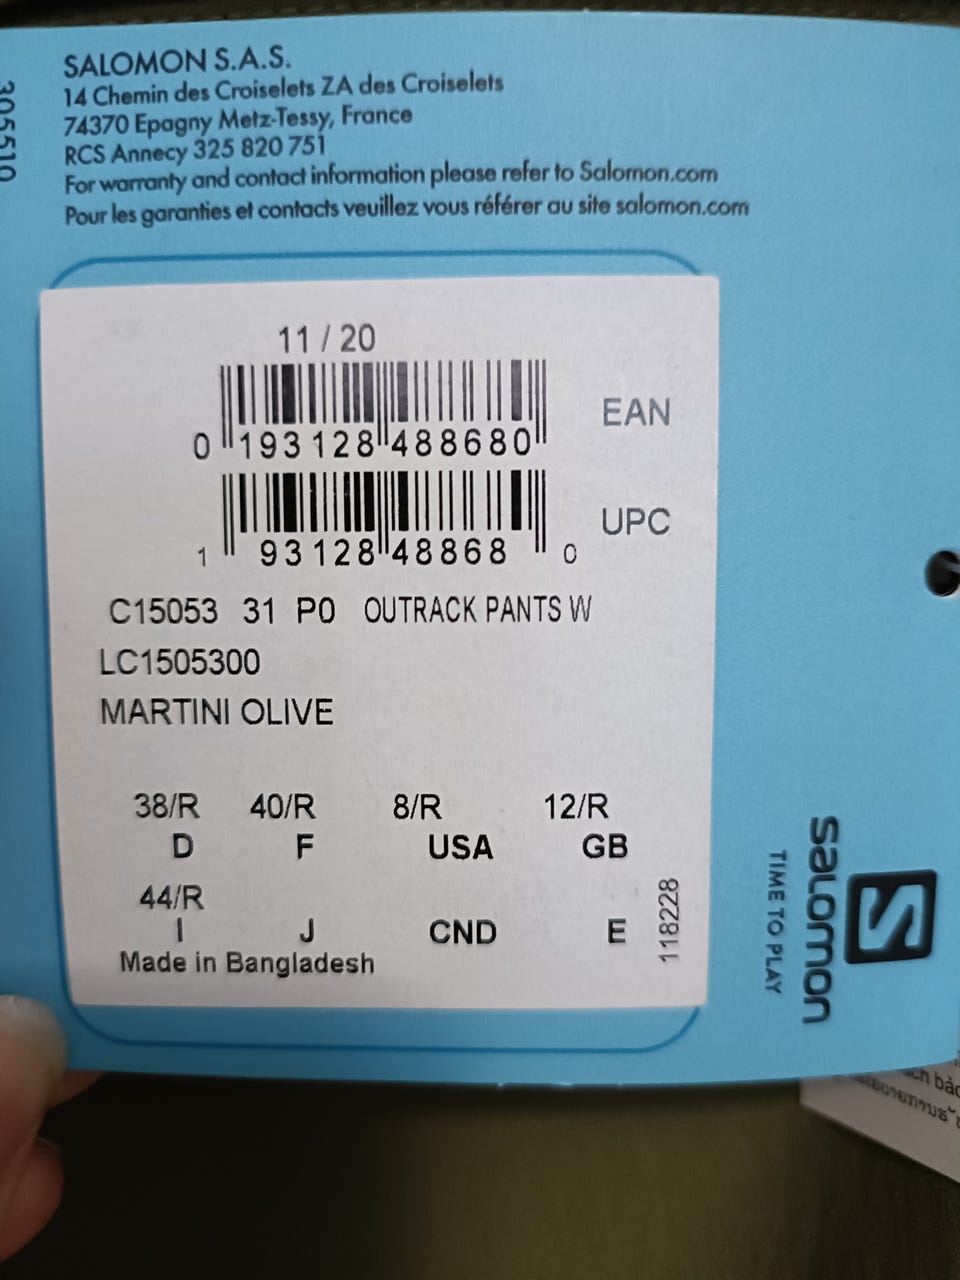 SALOMON S.A.S.
14 Chemin des Croiselets ZA des Croiselets
74370 Epagny Metz-Tessy, France
RCS Annecy 325 820 751
For warranty and contact information please refer to Salomon.com
Pour les garanties et contacts veuillez vous référer au site salomon.com
305510
11 / 20
0 193128 488680
EAN
1 93128 48868 0
UPC
C15053 31 P0 OUTRACK PANTS W
LC1505300
MARTINI OLIVE
38/R 40/R 8/R 12/R
D F USA GB
44/R
I J CND E
Made in Bangladesh
118228
salomon
TIME TO PLAY